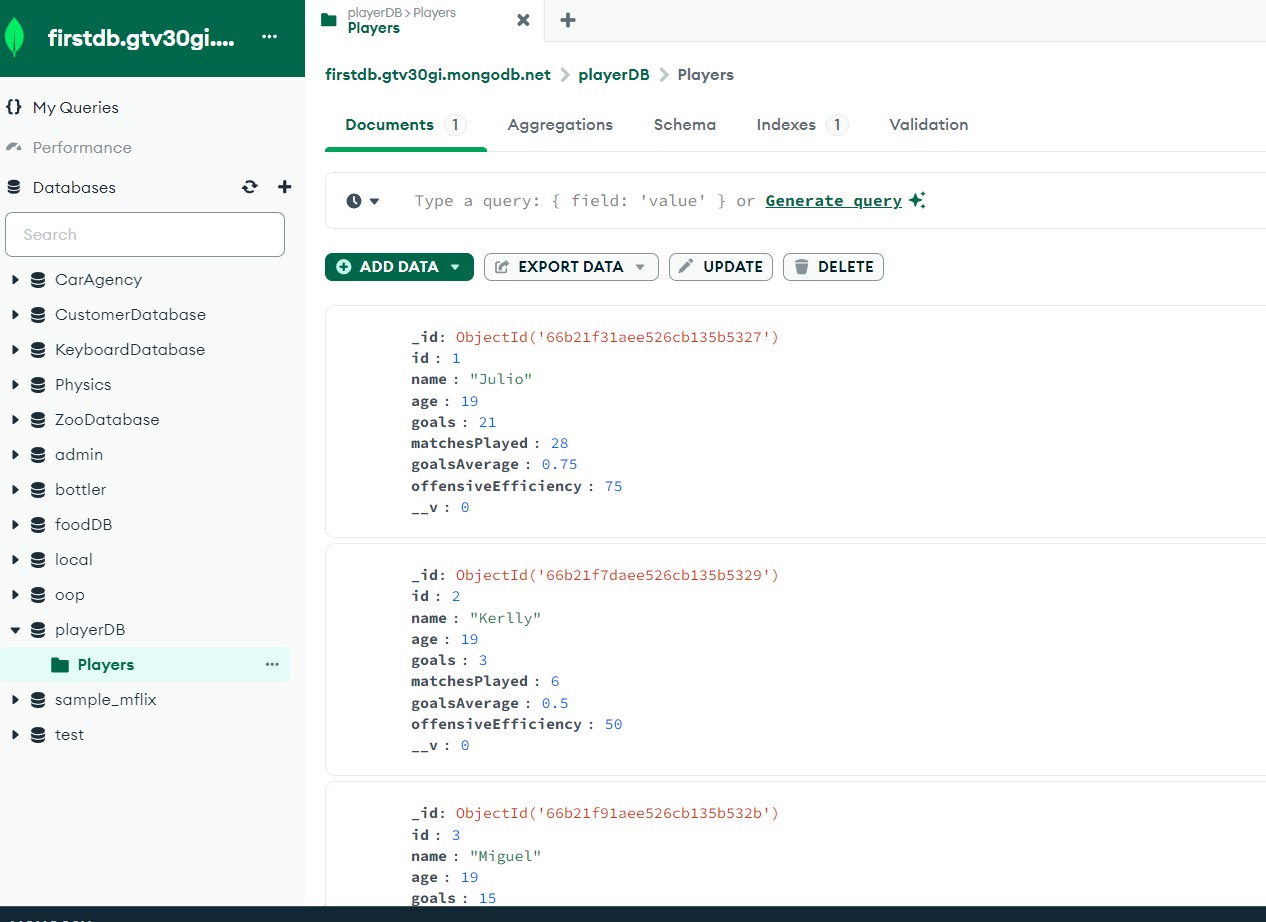 firstdb.gtv30gi....
My Queries
Performance
Databases
Search
CarAgency
CustomerDatabase
KeyboardDatabase
Physics
ZooDatabase
admin
bottler
foodDB
local
oop
playerDB
Players
sample_mflix
test
playerDB > Players
Players
firstdb.gtv30gi.mongodb.net > playerDB > Players
Documents 1 Aggregations Schema Indexes 1 Validation
Type a query: { field: 'value' } or Generate query
ADD DATA EXPORT DATA UPDATE DELETE
_id: ObjectId('66b21f31aee526cb135b5327')
id : 1
name : "Julio"
age : 19
goals : 21
matchesPlayed : 28
goalsAverage : 0.75
offensiveEfficiency : 75
__v : 0
_id: ObjectId('66b21f7daee526cb135b5329')
id : 2
name : "Kerlly"
age : 19
goals : 3
matchesPlayed : 6
goalsAverage : 0.5
offensiveEfficiency : 50
__v : 0
_id: ObjectId('66b21f91aee526cb135b532b')
id : 3
name : "Miguel"
age : 19
goals : 15